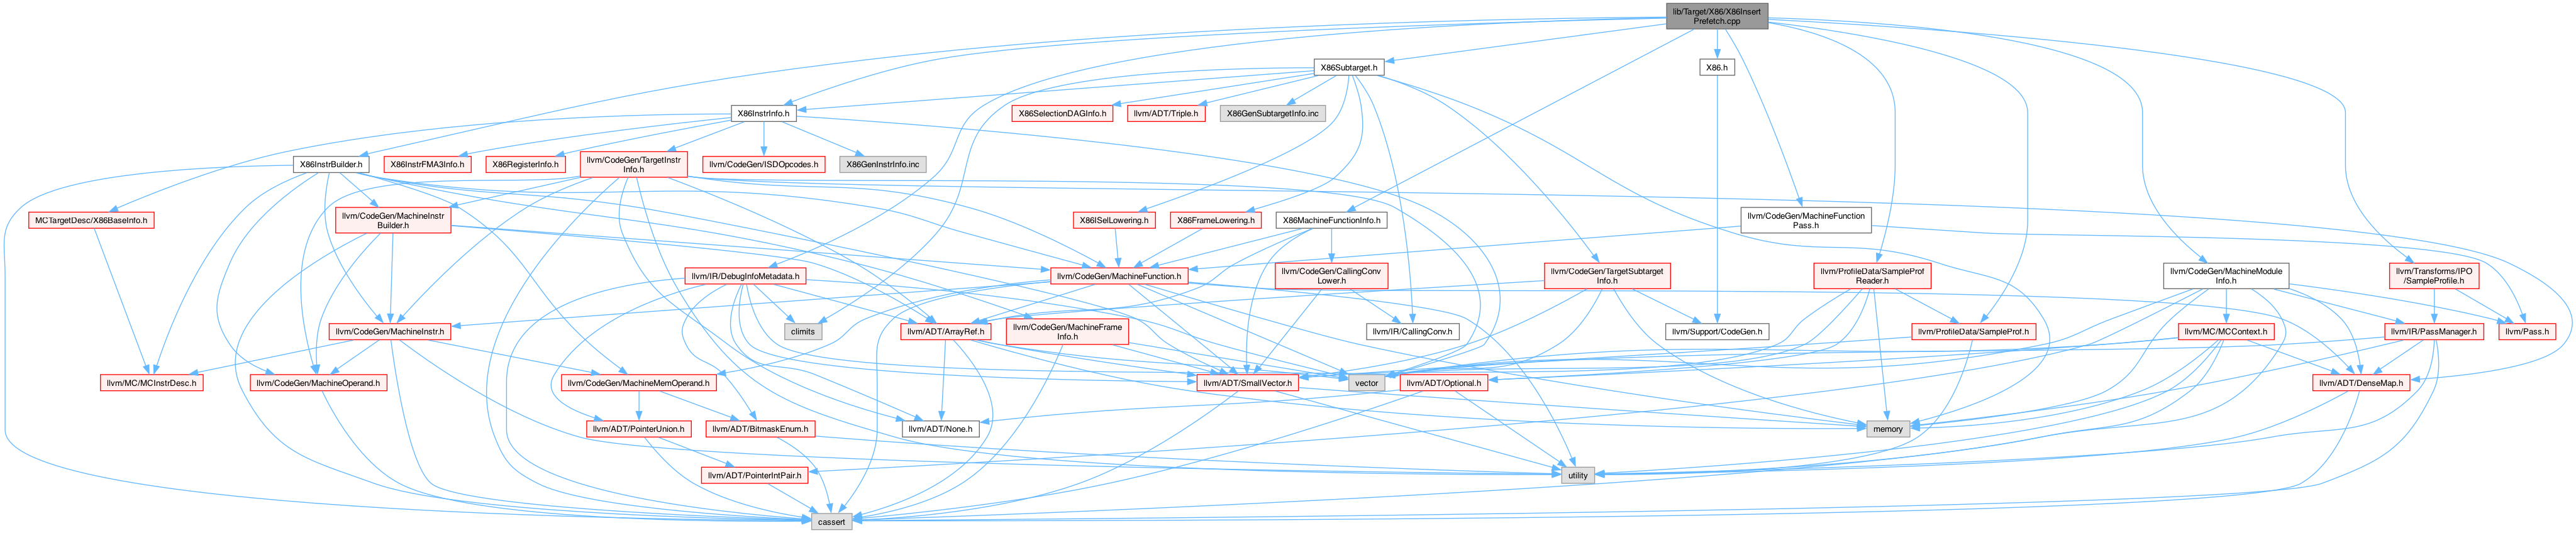 lib/Target/X86/X86Insert
Prefetch.cpp
X86Subtarget.h
X86.h
X86InstrInfo.h
X86SelectionDAGInfo.h
llvm/ADT/Triple.h
X86GenSubtargetInfo.inc
X86InstrBuilder.h
X86InstrFMA3Info.h
X86RegisterInfo.h
llvm/CodeGen/TargetInstr
Info.h
llvm/CodeGen/ISDOpcodes.h
X86GenInstrInfo.inc
MCTargetDesc/X86BaseInfo.h
llvm/CodeGen/MachineInstr
Builder.h
X86ISelLowering.h
X86FrameLowering.h
X86MachineFunctionInfo.h
llvm/CodeGen/MachineFunction
Pass.h
llvm/IR/DebugInfoMetadata.h
llvm/CodeGen/MachineFunction.h
llvm/CodeGen/CallingConv
Lower.h
llvm/CodeGen/TargetSubtarget
Info.h
llvm/ProfileData/SampleProf
Reader.h
llvm/CodeGen/MachineModule
Info.h
llvm/Transforms/IPO
/SampleProfile.h
llvm/CodeGen/MachineInstr.h
climits
llvm/ADT/ArrayRef.h
llvm/CodeGen/MachineFrame
Info.h
llvm/IR/CallingConv.h
llvm/Support/CodeGen.h
llvm/ProfileData/SampleProf.h
llvm/MC/MCContext.h
llvm/IR/PassManager.h
llvm/Pass.h
llvm/MC/MCInstrDesc.h
llvm/CodeGen/MachineOperand.h
llvm/CodeGen/MachineMemOperand.h
llvm/ADT/SmallVector.h
vector
llvm/ADT/Optional.h
llvm/ADT/DenseMap.h
llvm/ADT/PointerUnion.h
llvm/ADT/BitmaskEnum.h
llvm/ADT/None.h
memory
llvm/ADT/PointerIntPair.h
utility
cassert